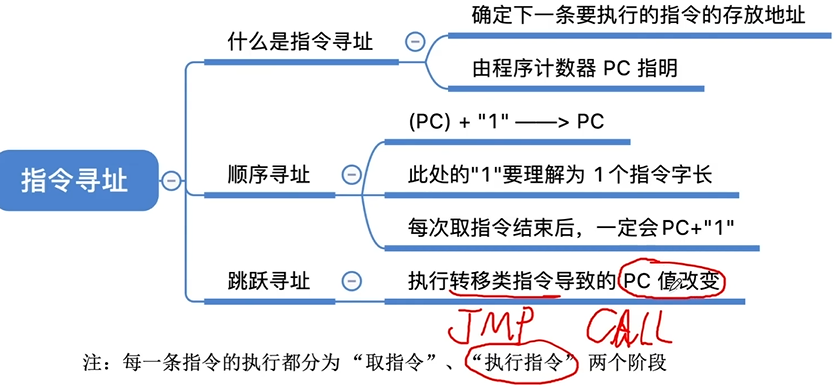 确定下一条要执行的指令的存放地址
什么是指令寻址
由程序计数器 PC 指明
(PC) + "1" ——> PC
指令寻址
顺序寻址
此处的"1"要理解为 1个指令字长
每次取指令结束后，一定会PC+"1"
跳跃寻址
执行转移类指令导致的 PC 值改变
JMP CALL
注：每一条指令的执行都分为“取指令”、“执行指令”两个阶段